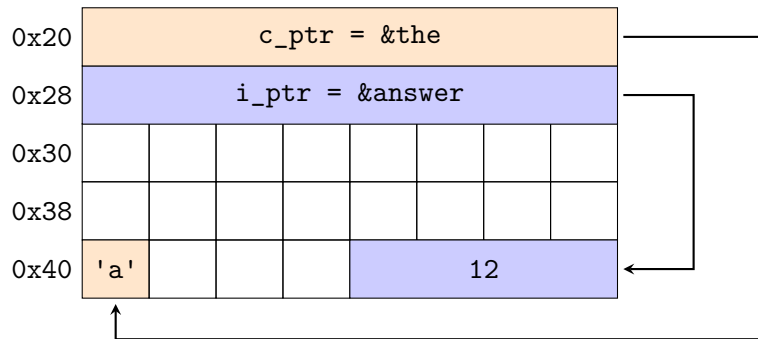 0x20 c_ptr = &the
0x28 i_ptr = &answer
0x30
0x38
0x40 'a' 12